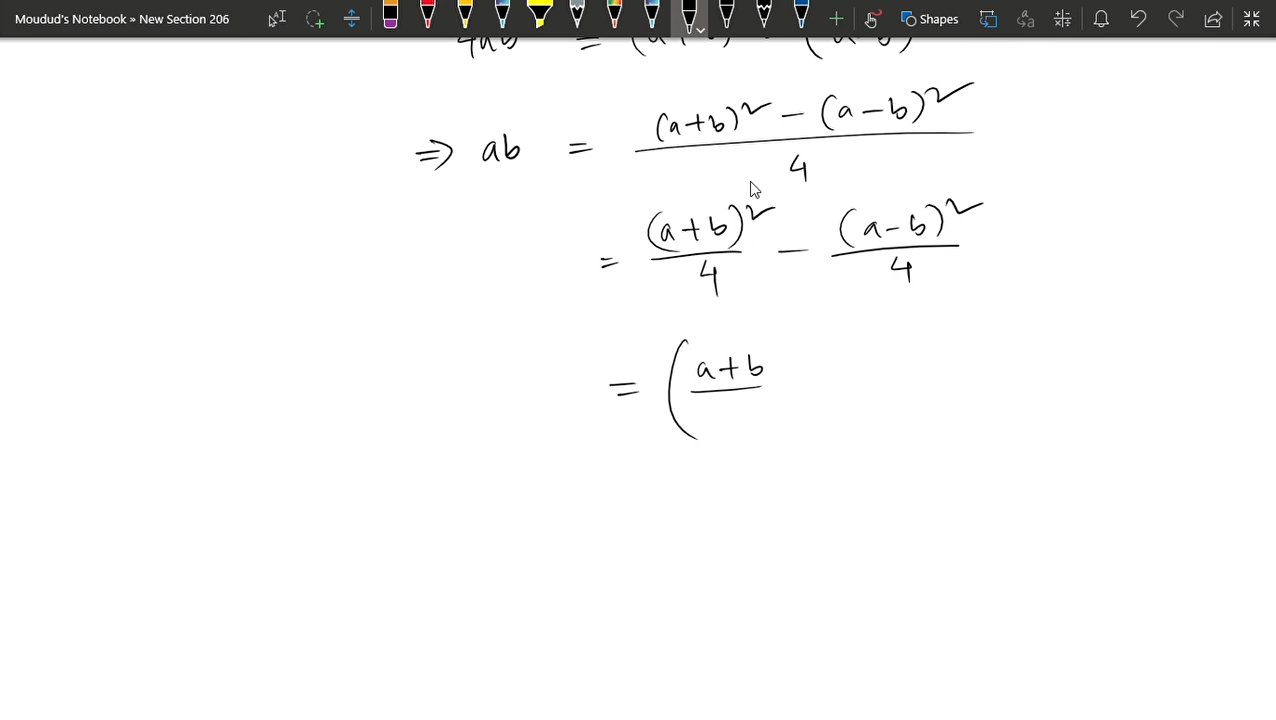 Moudud's Notebook » New Section 206 Shapes
⇒ ab = ((a+b)² − (a−b)²)/4
= (a+b)²/4 − (a−b)²/4
= (a+b